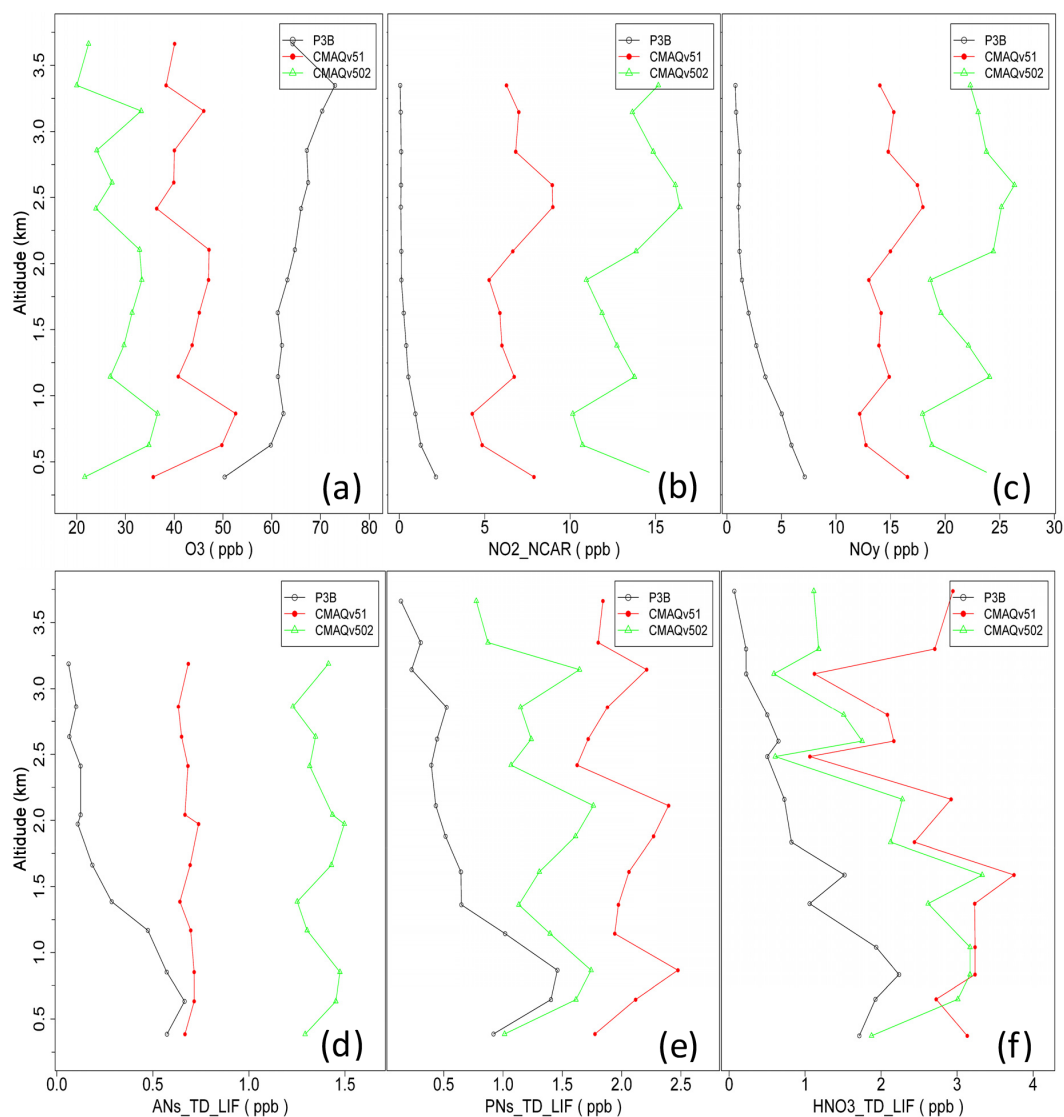 P3B
CMAQv51
CMAQv502
P3B
CMAQv51
CMAQv502
P3B
CMAQv51
CMAQv502
Altidude (km)
0.5 1.0 1.5 2.0 2.5 3.0 3.5
(a)
(b)
(c)
20 30 40 50 60 70 80
0 5 10 15
0 5 10 15 20 25 30
O3 ( ppb )
NO2_NCAR ( ppb )
NOy ( ppb )
P3B
CMAQv51
CMAQv502
P3B
CMAQv51
CMAQv502
P3B
CMAQv51
CMAQv502
Altidude (km)
0.5 1.0 1.5 2.0 2.5 3.0 3.5
(d)
(e)
(f)
0.0 0.5 1.0 1.5
0.5 1.0 1.5 2.0 2.5
0 1 2 3 4
ANs_TD_LIF ( ppb )
PNs_TD_LIF ( ppb )
HNO3_TD_LIF ( ppb )